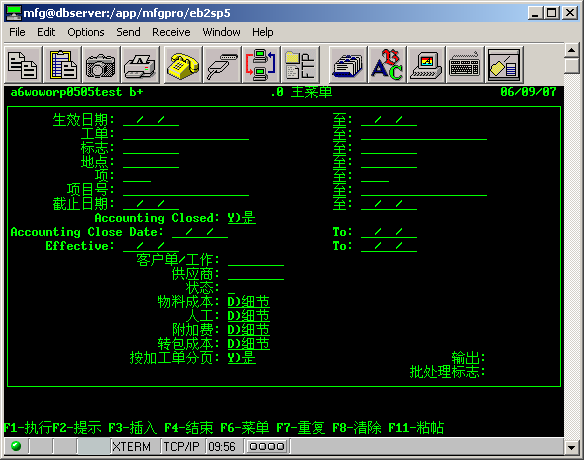 mfg@dbserver:/app/mfgpro/eb2sp5
File Edit Options Send Receive Window Help
a6woworp0505test b+ .0 主菜单 06/09/07
生效日期: / / 至: / /
工单: 至:
标志: 至:
地点: 至:
项: 至:
项目号: 至:
截止日期: / / 至: / /
Accounting Closed: Y)是
Accounting Close Date: / / To: / /
Effective: / / To: / /
客户单/工作:
供应商:
状态:
物料成本: D)细节
人工: D)细节
附加费: D)细节
转包成本: D)细节
按加工单分页: Y)是 输出:
批处理标志:
F1-执行F2-提示 F3-插入 F4-结束 F6-菜单 F7-重复 F8-清除 F11-粘帖
XTERM TCP/IP 09:56